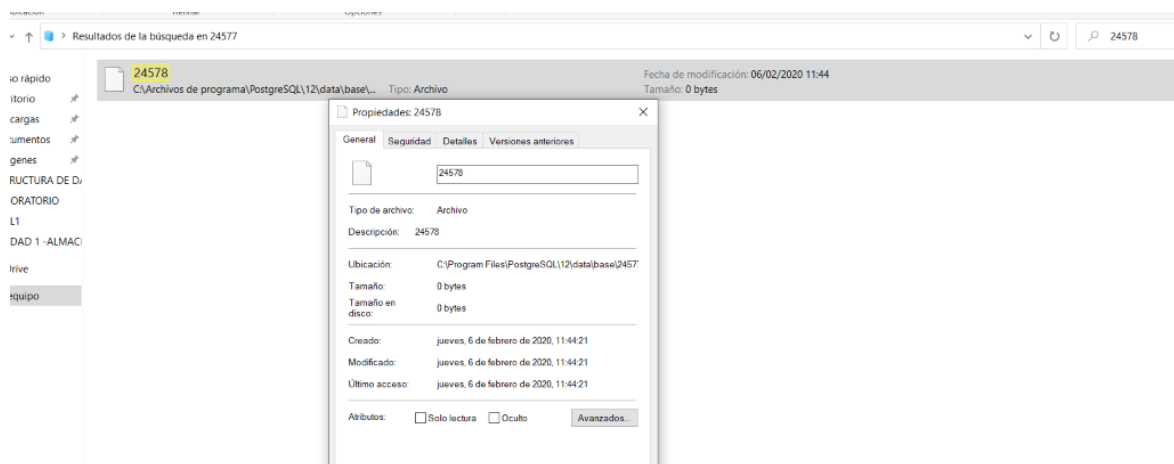 Resultados de la búsqueda en 24577
24578
so rápido
itorio
cargas
cumentos
genes
RUCTURA DE DA
ORATORIO
L1
DAD 1 -ALMACI
Drive
equipo
24578
C:\Archivos de programa\PostgreSQL\12\data\base\... Tipo: Archivo
Fecha de modificación: 06/02/2020 11:44
Tamaño: 0 bytes
Propiedades: 24578
General Seguridad Detalles Versiones anteriores
24578
Tipo de archivo: Archivo
Descripción: 24578
Ubicación: C:\Program Files\PostgreSQL\12\data\base\2457
Tamaño: 0 bytes
Tamaño en disco: 0 bytes
Creado: jueves, 6 de febrero de 2020, 11:44:21
Modificado: jueves, 6 de febrero de 2020, 11:44:21
Último acceso: jueves, 6 de febrero de 2020, 11:44:21
Atributos: Solo lectura Oculto Avanzados...